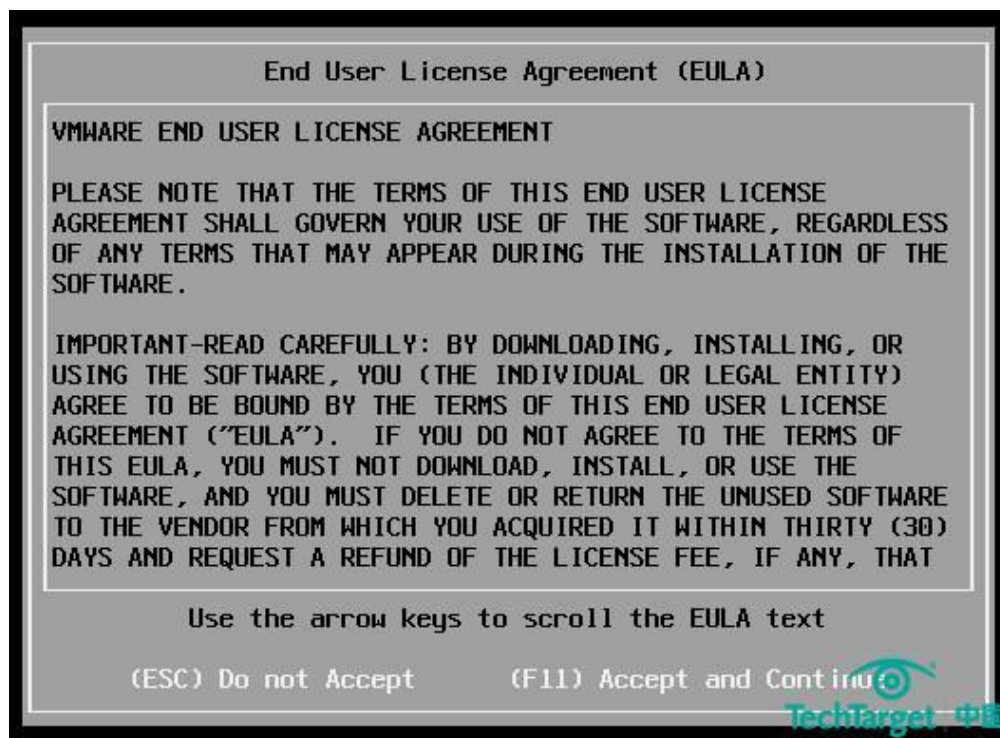 End User License Agreement (EULA)
VMWARE END USER LICENSE AGREEMENT
PLEASE NOTE THAT THE TERMS OF THIS END USER LICENSE
AGREEMENT SHALL GOVERN YOUR USE OF THE SOFTWARE, REGARDLESS
OF ANY TERMS THAT MAY APPEAR DURING THE INSTALLATION OF THE
SOFTWARE.
IMPORTANT-READ CAREFULLY: BY DOWNLOADING, INSTALLING, OR
USING THE SOFTWARE, YOU (THE INDIVIDUAL OR LEGAL ENTITY)
AGREE TO BE BOUND BY THE TERMS OF THIS END USER LICENSE
AGREEMENT ("EULA").  IF YOU DO NOT AGREE TO THE TERMS OF
THIS EULA, YOU MUST NOT DOWNLOAD, INSTALL, OR USE THE
SOFTWARE, AND YOU MUST DELETE OR RETURN THE UNUSED SOFTWARE
TO THE VENDOR FROM WHICH YOU ACQUIRED IT WITHIN THIRTY (30)
DAYS AND REQUEST A REFUND OF THE LICENSE FEE, IF ANY, THAT
Use the arrow keys to scroll the EULA text
(ESC) Do not Accept (F11) Accept and Continue
TechTarget 中国